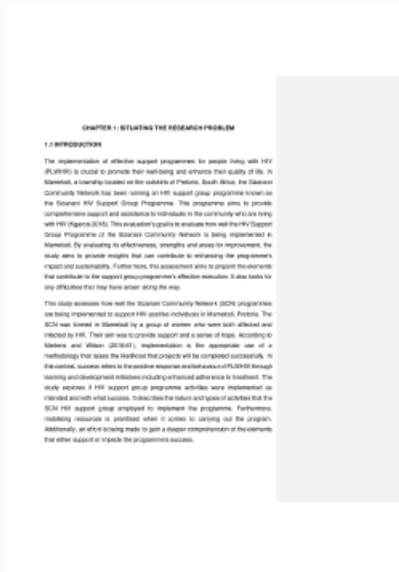 CHAPTER 1: SITUATING THE RESEARCH PROBLEM
1.1 INTRODUCTION
The implementation of effective support programmes for people living with HIV
(PLWHIV) is crucial to promote their well-being and enhance their quality of life. In
Mamelodi, a township located on the outskirts of Pretoria, South Africa, the Sizanani
Community Network has been running an HIV support group programme known as
the Sizanani HIV Support Group Programme. This programme aims to provide
comprehensive support and assistance to individuals in the community who are living
with HIV (Kgarosi 2018). This evaluation's goal is to evaluate how well the HIV Support
Group Programme of the Sizanani Community Network is being implemented in
Mamelodi. By evaluating its effectiveness, strengths and areas for improvement, the
study aims to provide insights that can contribute to enhancing the programme's
impact and sustainability. Furthermore, this assessment aims to pinpoint the elements
that contribute to the support group programme's effective execution. It also looks for
any difficulties that may have arisen along the way.
This study assesses how well the Sizanani Community Network (SCN) programmes
are being implemented to support HIV-positive individuals in Mamelodi, Pretoria. The
SCN was formed in Mamelodi by a group of women who were both affected and
infected by HIV. Their aim was to provide support and a sense of hope. According to
Mertens and Wilson, implementation is the appropriate use of a
methodology that raises the likelihood that projects will be completed successfully. In
this context, success refers to the positive response and behaviour of PLWHIV through
learning and development initiatives including enhanced adherence to treatment. The
study explores if HIV support group programme activities were implemented as
intended and with what success. It describes the nature and types of activities that the
SCN HIV support group employed to implement the programme. Furthermore,
mobilising resources is prioritised when it comes to carrying out the program.
Additionally, an effort is being made to gain a deeper comprehension of the elements
that either support or impede the programme's success.